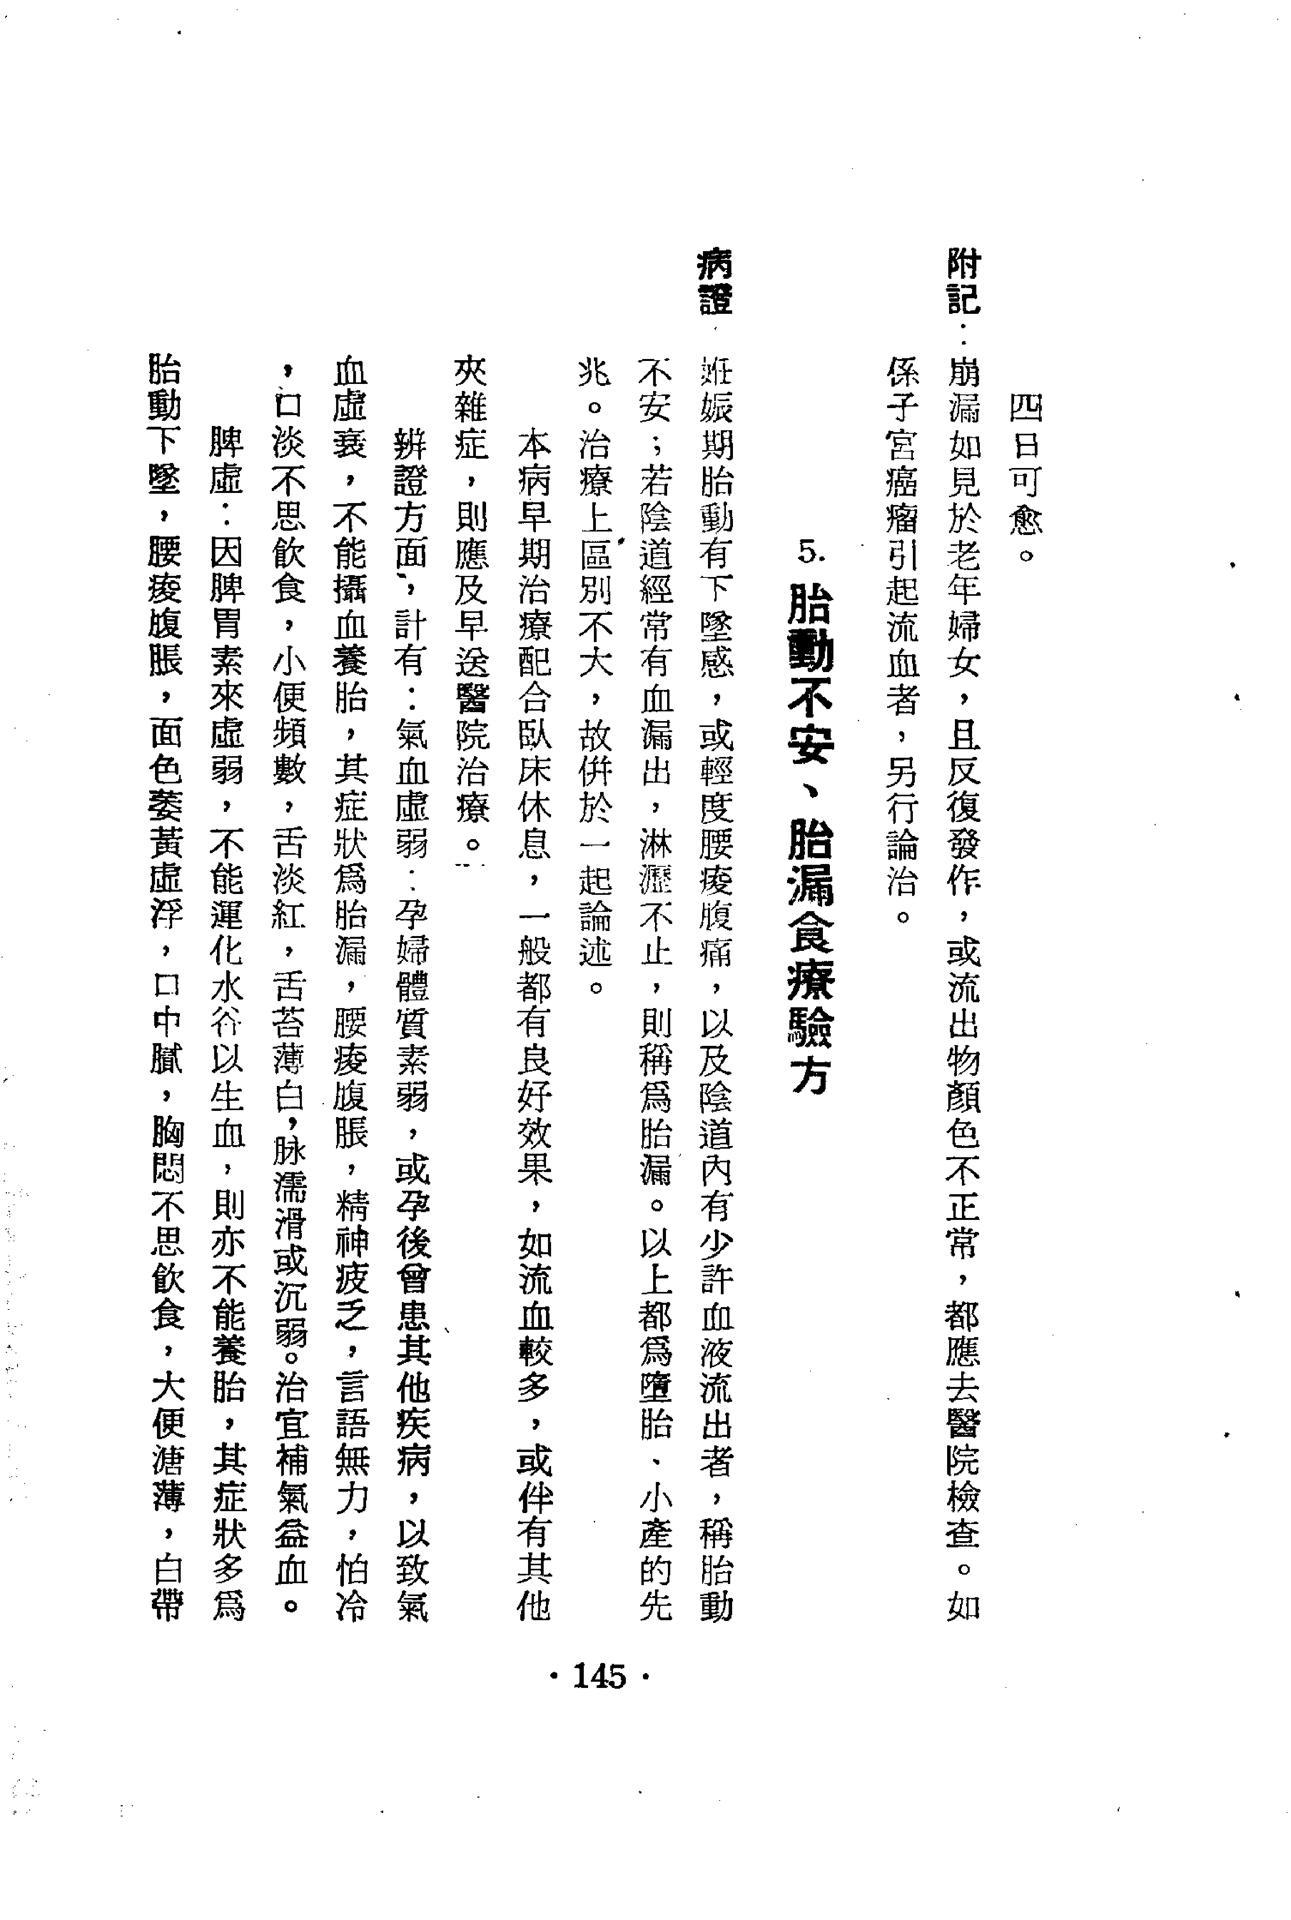 四日可愈。
附記：崩漏如見於老年婦女，且反復發作，或流出物顏色不正常，都應去醫院檢查。如
係子宮癌瘤引起流血者，另行論治。
5. 胎動不安、胎漏食療驗方
病證 姙娠期胎動有下墜感，或輕度腰痠腹痛，以及陰道內有少許血液流出者，稱胎動
不安；若陰道經常有血漏出，淋瀝不止，則稱爲胎漏。以上都爲墮胎、小產的先
兆。治療上區別不大，故併於一起論述。
本病早期治療配合臥床休息，一般都有良好效果，如流血較多，或伴有其他
夾雜症，則應及早送醫院治療。
辨證方面，計有：氣血虛弱：孕婦體質素弱，或孕後曾患其他疾病，以致氣
血虛衰，不能攝血養胎，其症狀爲胎漏，腰痠腹脹，精神疲乏，言語無力，怕冷
，口淡不思飲食，小便頻數，舌淡紅，舌苔薄白，脉濡滑或沉弱。治宜補氣益血。
脾虛：因脾胃素來虛弱，不能運化水谷以生血，則亦不能養胎，其症狀多爲
胎動下墜，腰痠腹脹，面色萎黃虛浮，口中膩，胸悶不思飲食，大便溏薄，白帶
·145·